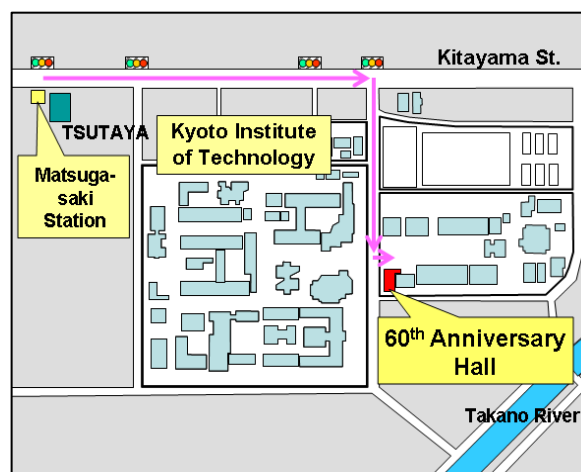 Kitayama St.
TSUTAYA
Kyoto Institute
of Technology
Matsuga-
saki
Station
60th Anniversary
Hall
Takano River